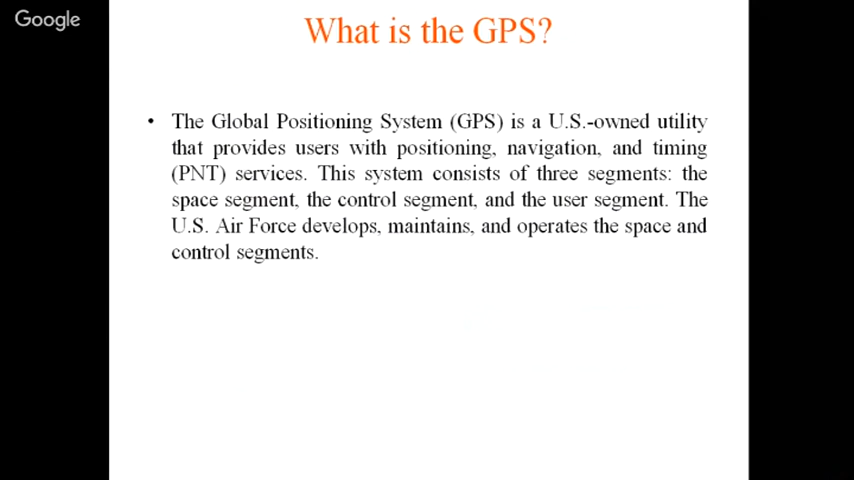 Google
What is the GPS?
• The Global Positioning System (GPS) is a U.S.-owned utility
that provides users with positioning, navigation, and timing
(PNT) services. This system consists of three segments: the
space segment, the control segment, and the user segment. The
U.S. Air Force develops, maintains, and operates the space and
control segments.